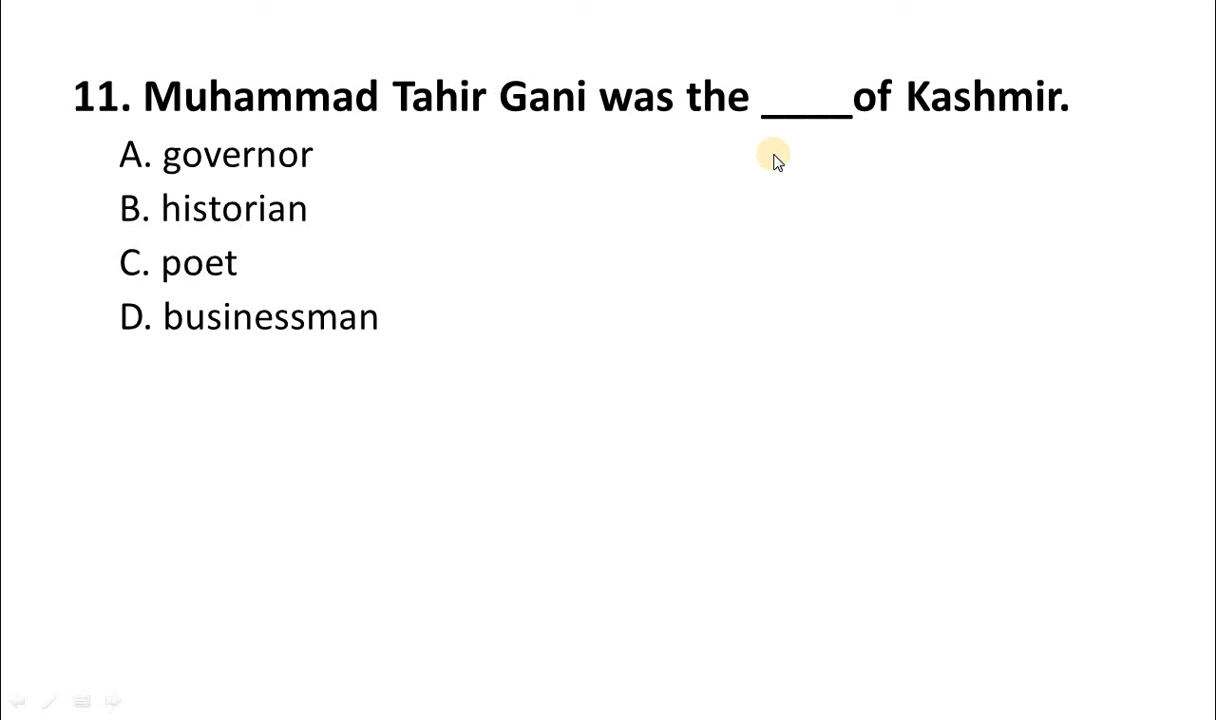 11. Muhammad Tahir Gani was the ____of Kashmir.
A. governor
B. historian
C. poet
D. businessman